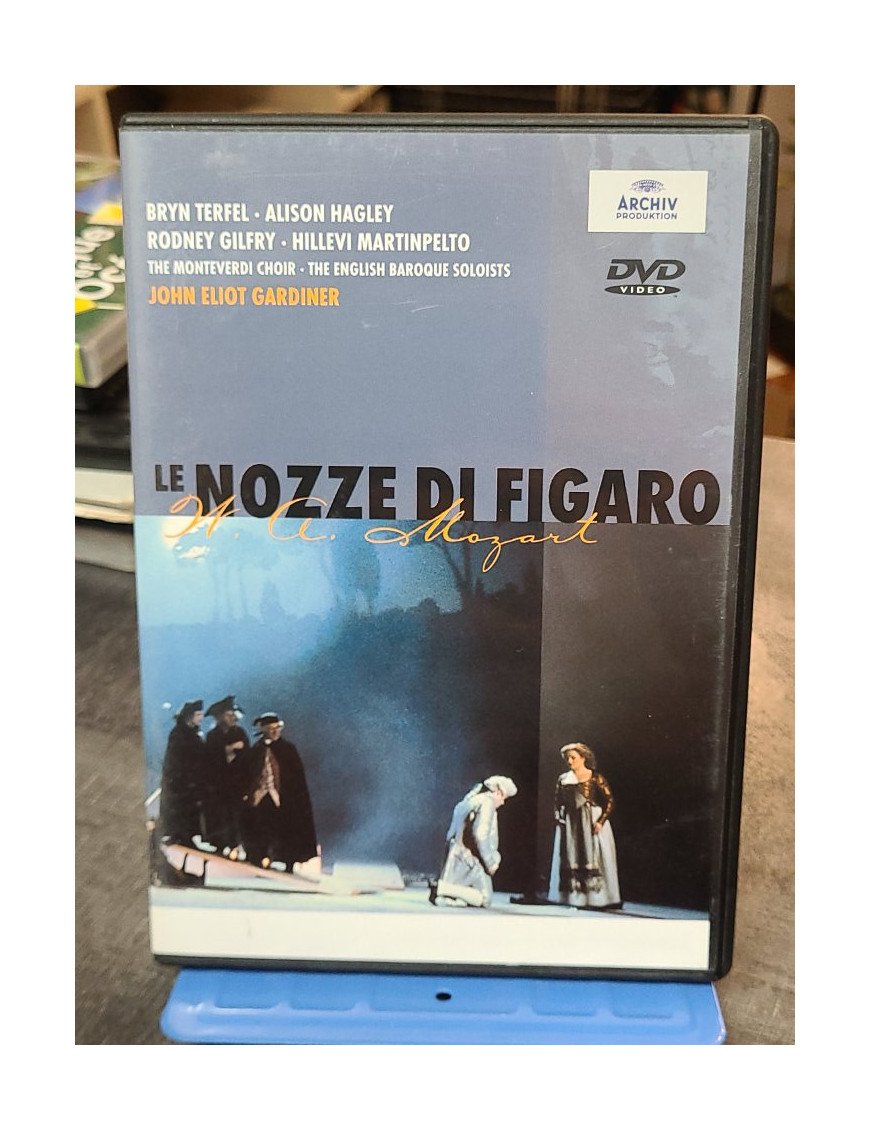 BRYN TERFEL · ALISON HAGLEY
RODNEY GILFRY · HILLEVI MARTINPELTO
THE MONTEVERDI CHOIR · THE ENGLISH BAROQUE SOLOISTS
JOHN ELIOT GARDINER
ARCHIV
PRODUKTION
DVD
VIDEO
LE NOZZE DI FIGARO
W. A. Mozart